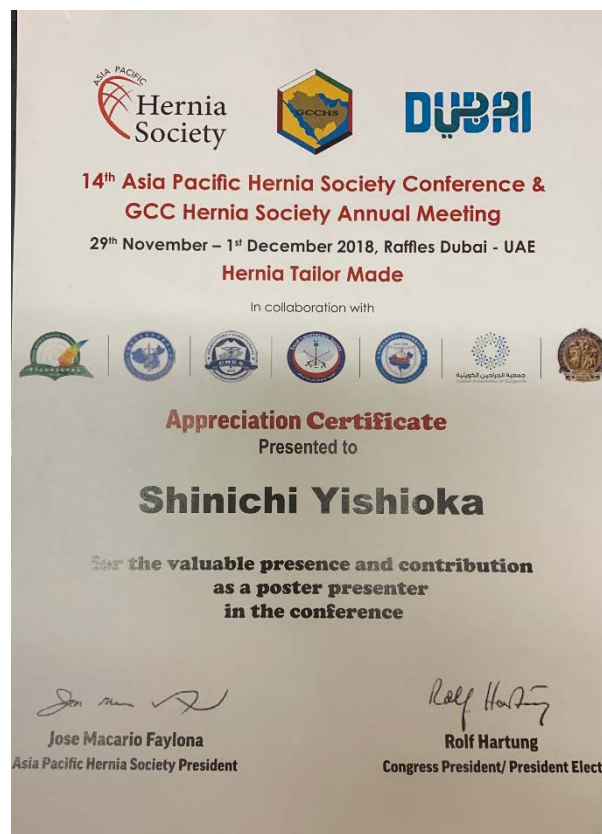 ASIA PACIFIC
Hernia
Society
GCCHS
DUBAI
14th Asia Pacific Hernia Society Conference &
GCC Hernia Society Annual Meeting
29th November – 1st December 2018, Raffles Dubai - UAE
Hernia Tailor Made
In collaboration with
جمعية الجراحين الكويتية
Kuwait Association of Surgeons
Appreciation Certificate
Presented to
Shinichi Yishioka
for the valuable presence and contribution
as a poster presenter
in the conference
Rolf Hartung
Jose Macario Faylona
Asia Pacific Hernia Society President
Rolf Hartung
Congress President/ President Elect